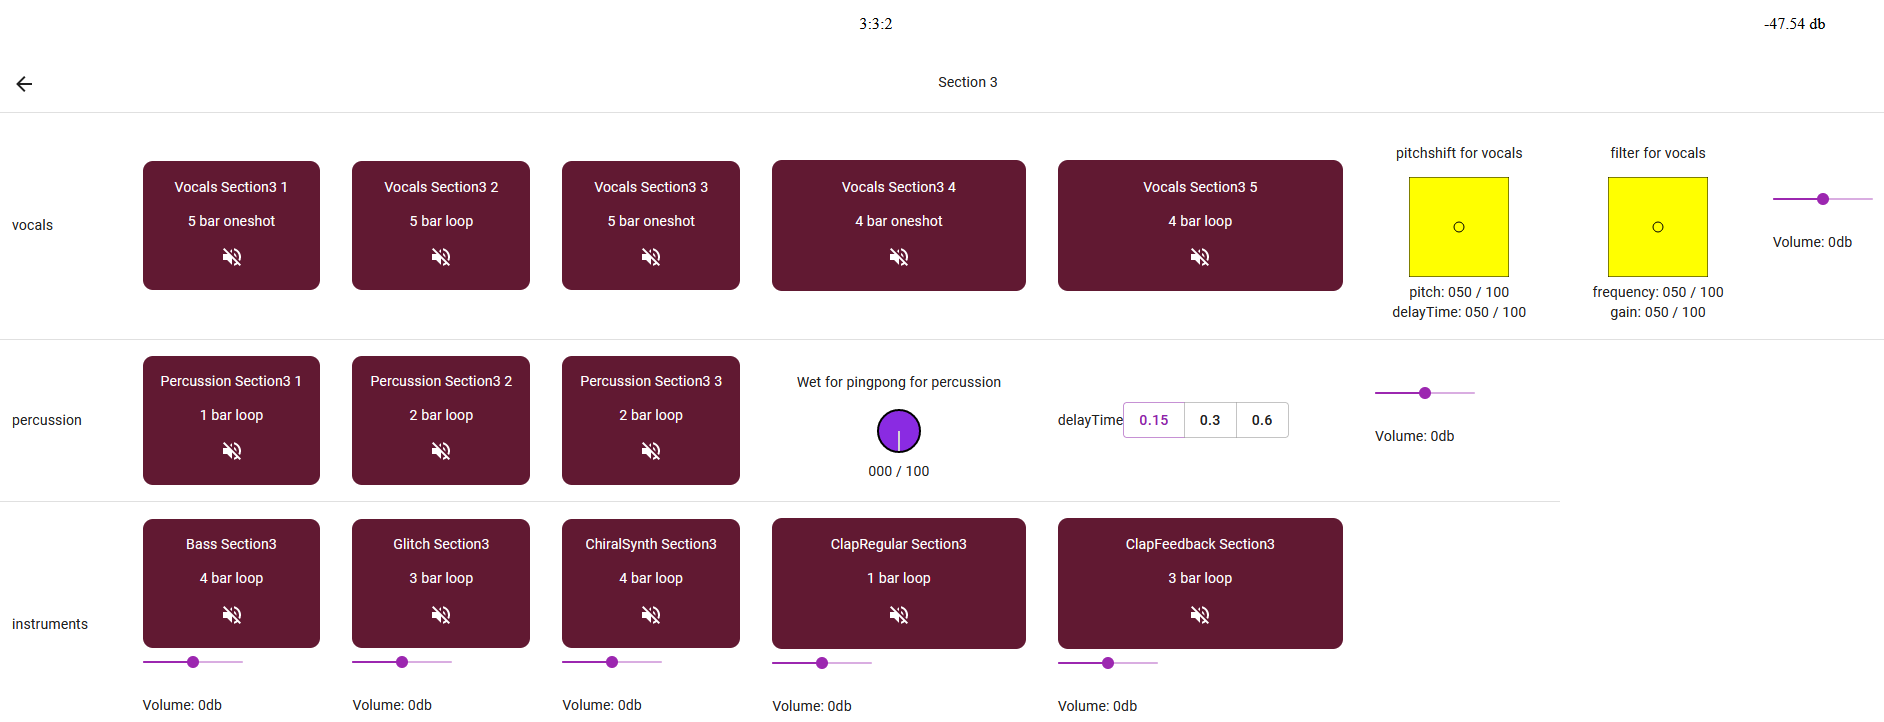 3:3:2
-47.54 db
Section 3
vocals
Vocals Section3 1
5 bar oneshot
Vocals Section3 2
5 bar loop
Vocals Section3 3
5 bar oneshot
Vocals Section3 4
4 bar oneshot
Vocals Section3 5
4 bar loop
pitchshift for vocals
pitch: 050 / 100
delayTime: 050 / 100
filter for vocals
frequency: 050 / 100
gain: 050 / 100
Volume: 0db
percussion
Percussion Section3 1
1 bar loop
Percussion Section3 2
2 bar loop
Percussion Section3 3
2 bar loop
Wet for pingpong for percussion
000 / 100
delayTime 0.15 0.3 0.6
Volume: 0db
instruments
Bass Section3
4 bar loop
Volume: 0db
Glitch Section3
3 bar loop
Volume: 0db
ChiralSynth Section3
4 bar loop
Volume: 0db
ClapRegular Section3
1 bar loop
Volume: 0db
ClapFeedback Section3
3 bar loop
Volume: 0db